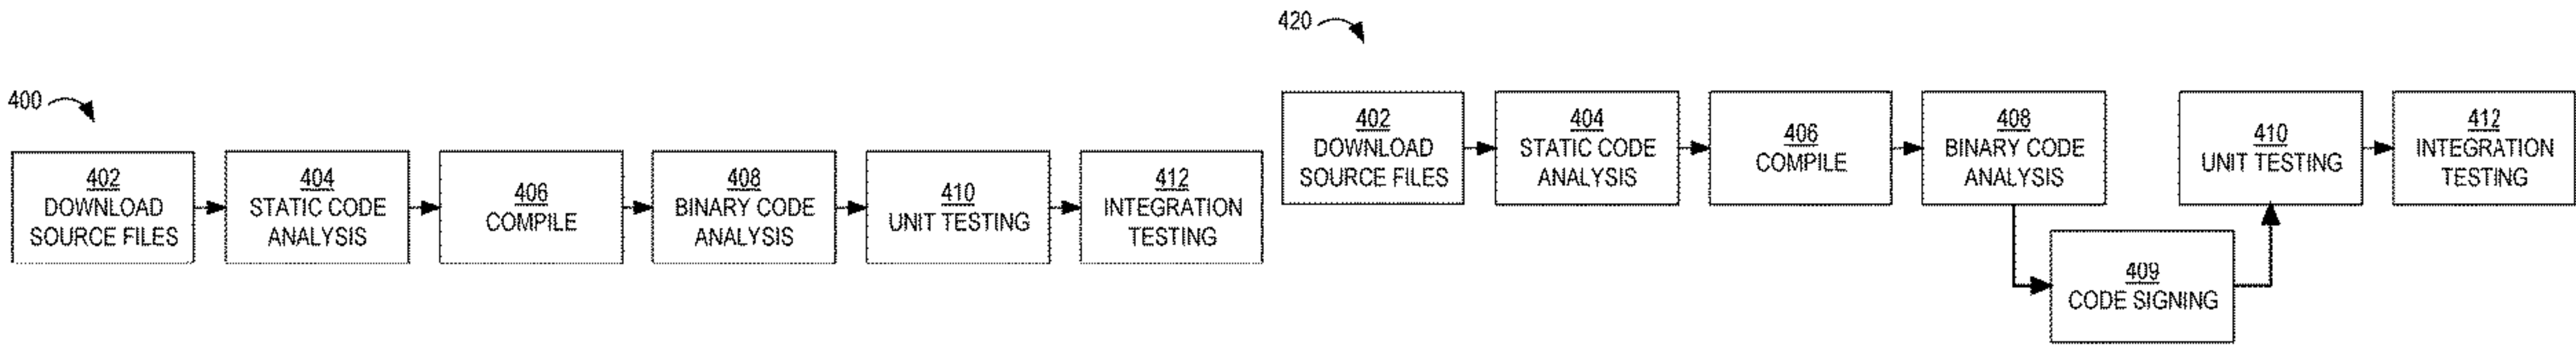 400
402
DOWNLOAD
SOURCE FILES
404
STATIC CODE
ANALYSIS
406
COMPILE
408
BINARY CODE
ANALYSIS
410
UNIT TESTING
412
INTEGRATION
TESTING
420
402
DOWNLOAD
SOURCE FILES
404
STATIC CODE
ANALYSIS
406
COMPILE
408
BINARY CODE
ANALYSIS
409
CODE SIGNING
410
UNIT TESTING
412
INTEGRATION
TESTING